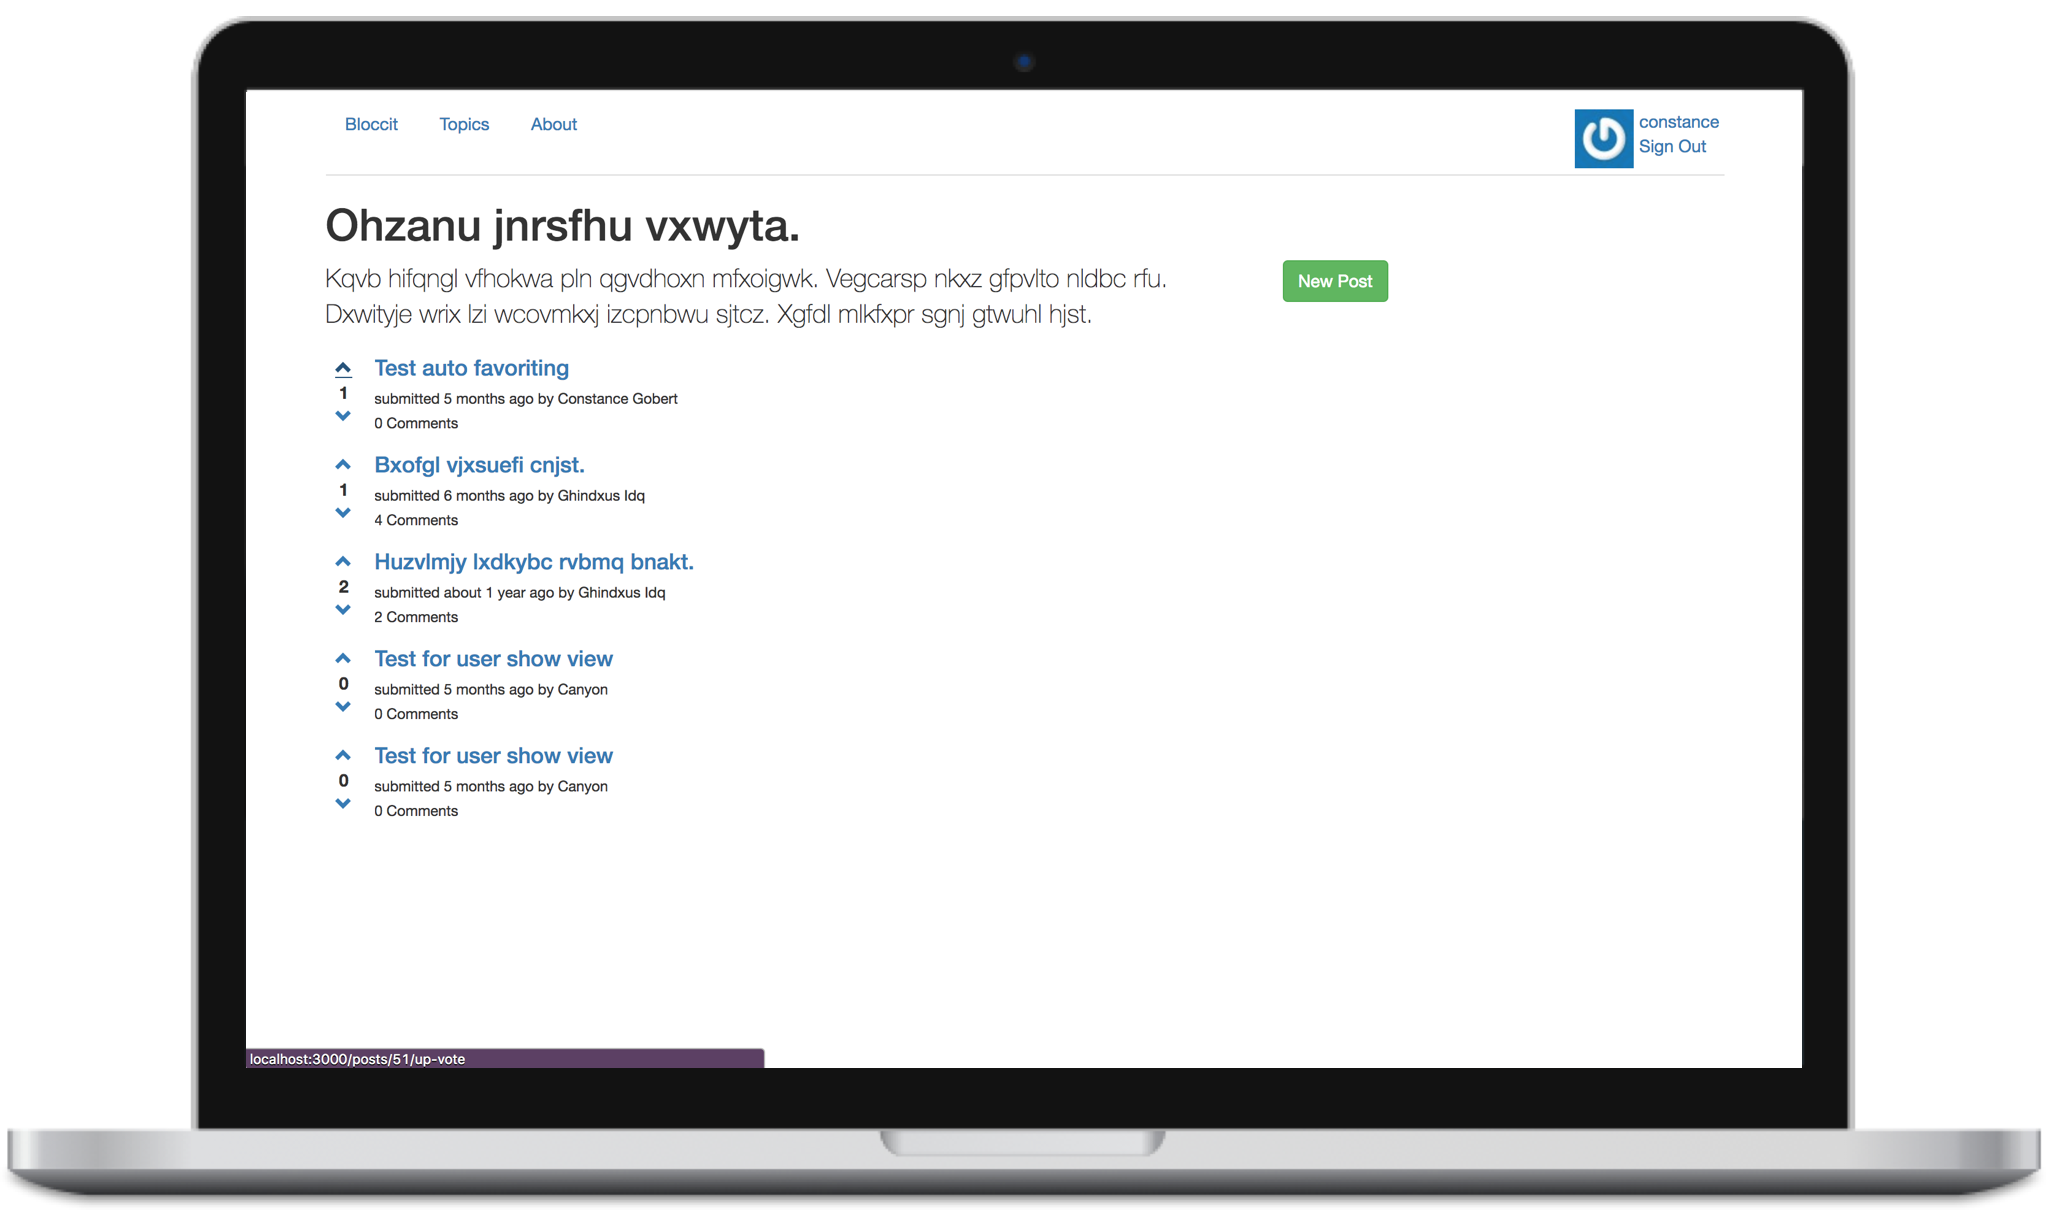 Bloccit Topics About
constance
Sign Out
Ohzanu jnrsfhu vxwyta.
Kqvb hifqngl vfhokwa pln qgvdhoxn mfxoigwk. Vegcarsp nkxz gfpvlto nldbc rfu.
Dxwityje wrix lzi wcovmkxj izcpnbwu sjtcz. Xgfdl mlkfxpr sgnj gtwuhl hjst.
New Post
Test auto favoriting
1
submitted 5 months ago by Constance Gobert
0 Comments
Bxofgl vjxsuefi cnjst.
1
submitted 6 months ago by Ghindxus Idq
4 Comments
Huzvlmjy lxdkybc rvbmq bnakt.
2
submitted about 1 year ago by Ghindxus Idq
2 Comments
Test for user show view
0
submitted 5 months ago by Canyon
0 Comments
Test for user show view
0
submitted 5 months ago by Canyon
0 Comments
localhost:3000/posts/51/up-vote